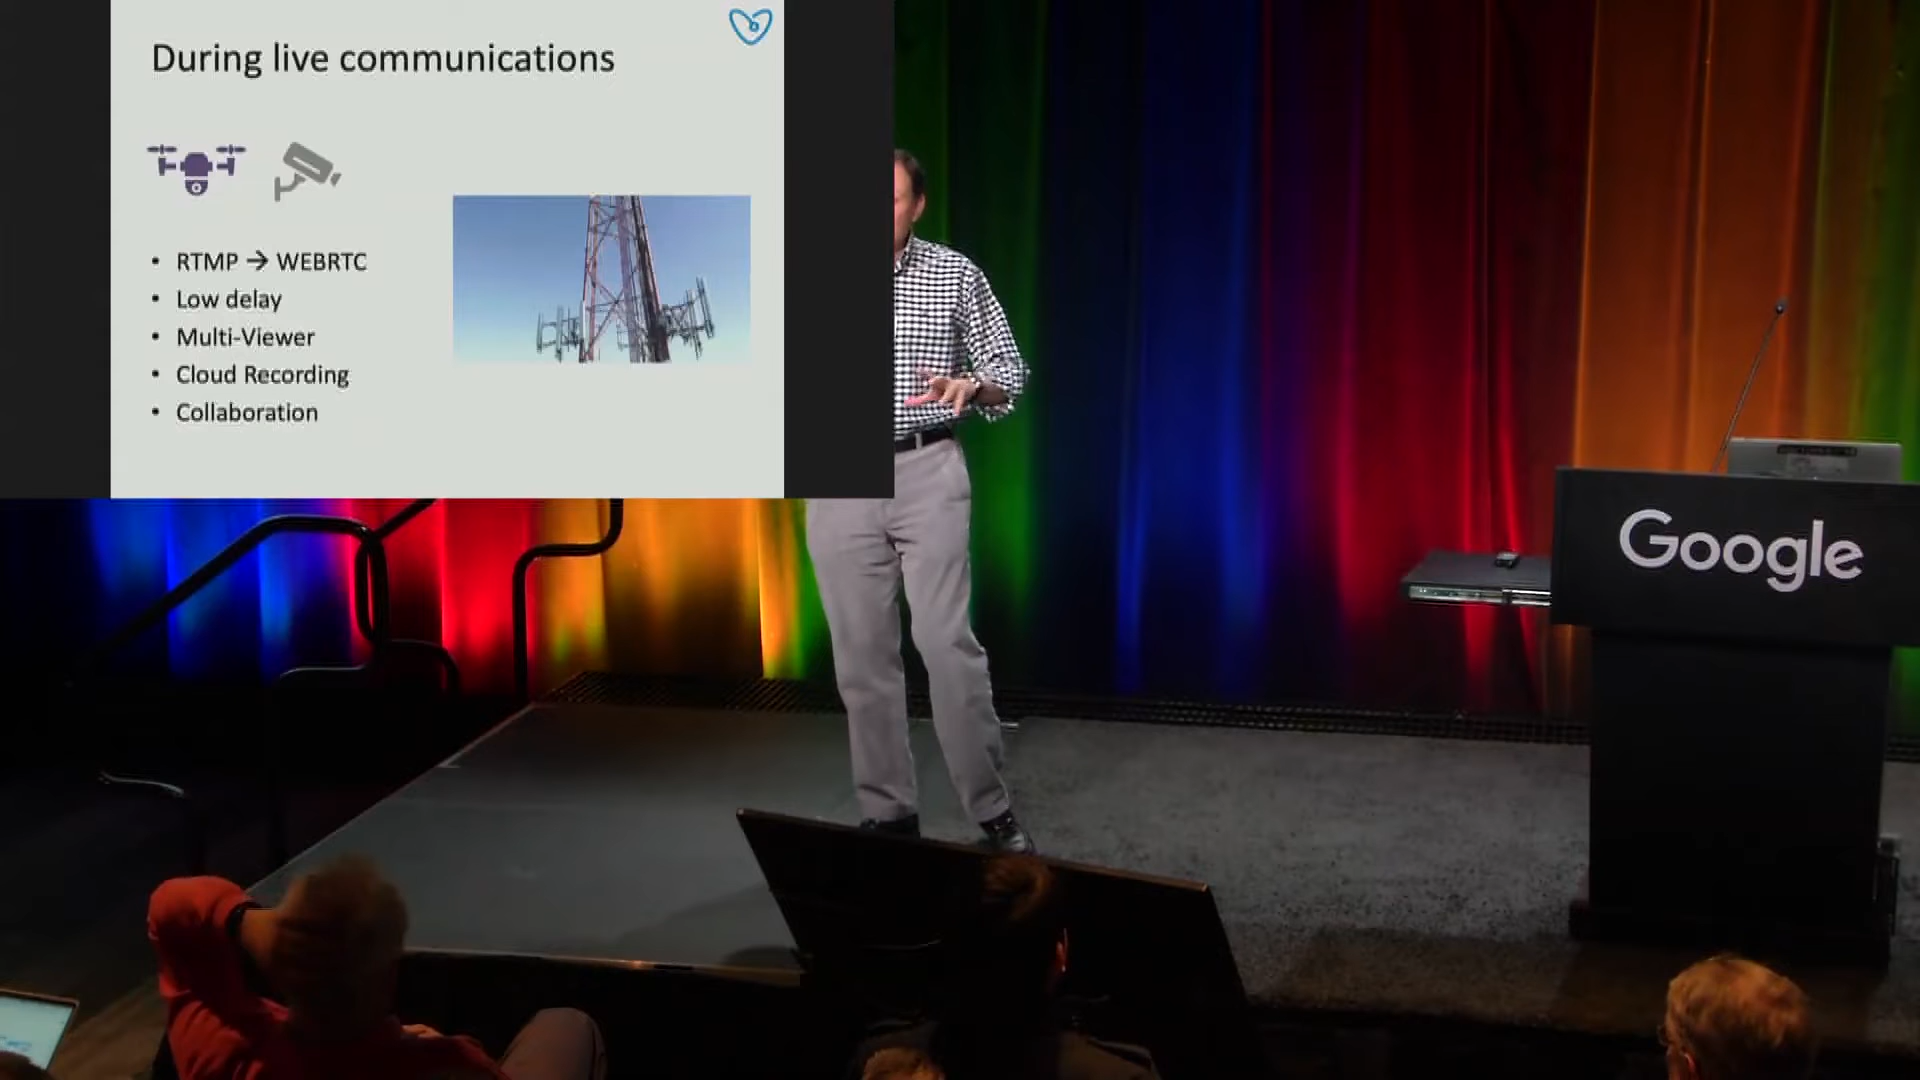 During live communications
• RTMP → WEBRTC
• Low delay
• Multi-Viewer
• Cloud Recording
• Collaboration
Google